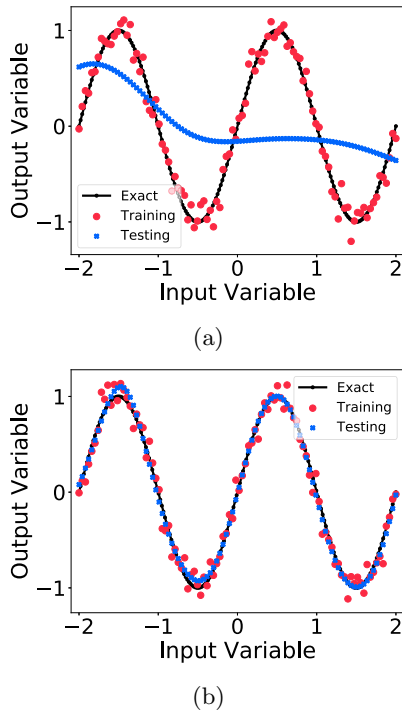 1
0
−1
Output Variable
Exact
Training
Testing
−2 −1 0 1 2
Input Variable
(a)
1
0
−1
Output Variable
Exact
Training
Testing
−2 −1 0 1 2
Input Variable
(b)